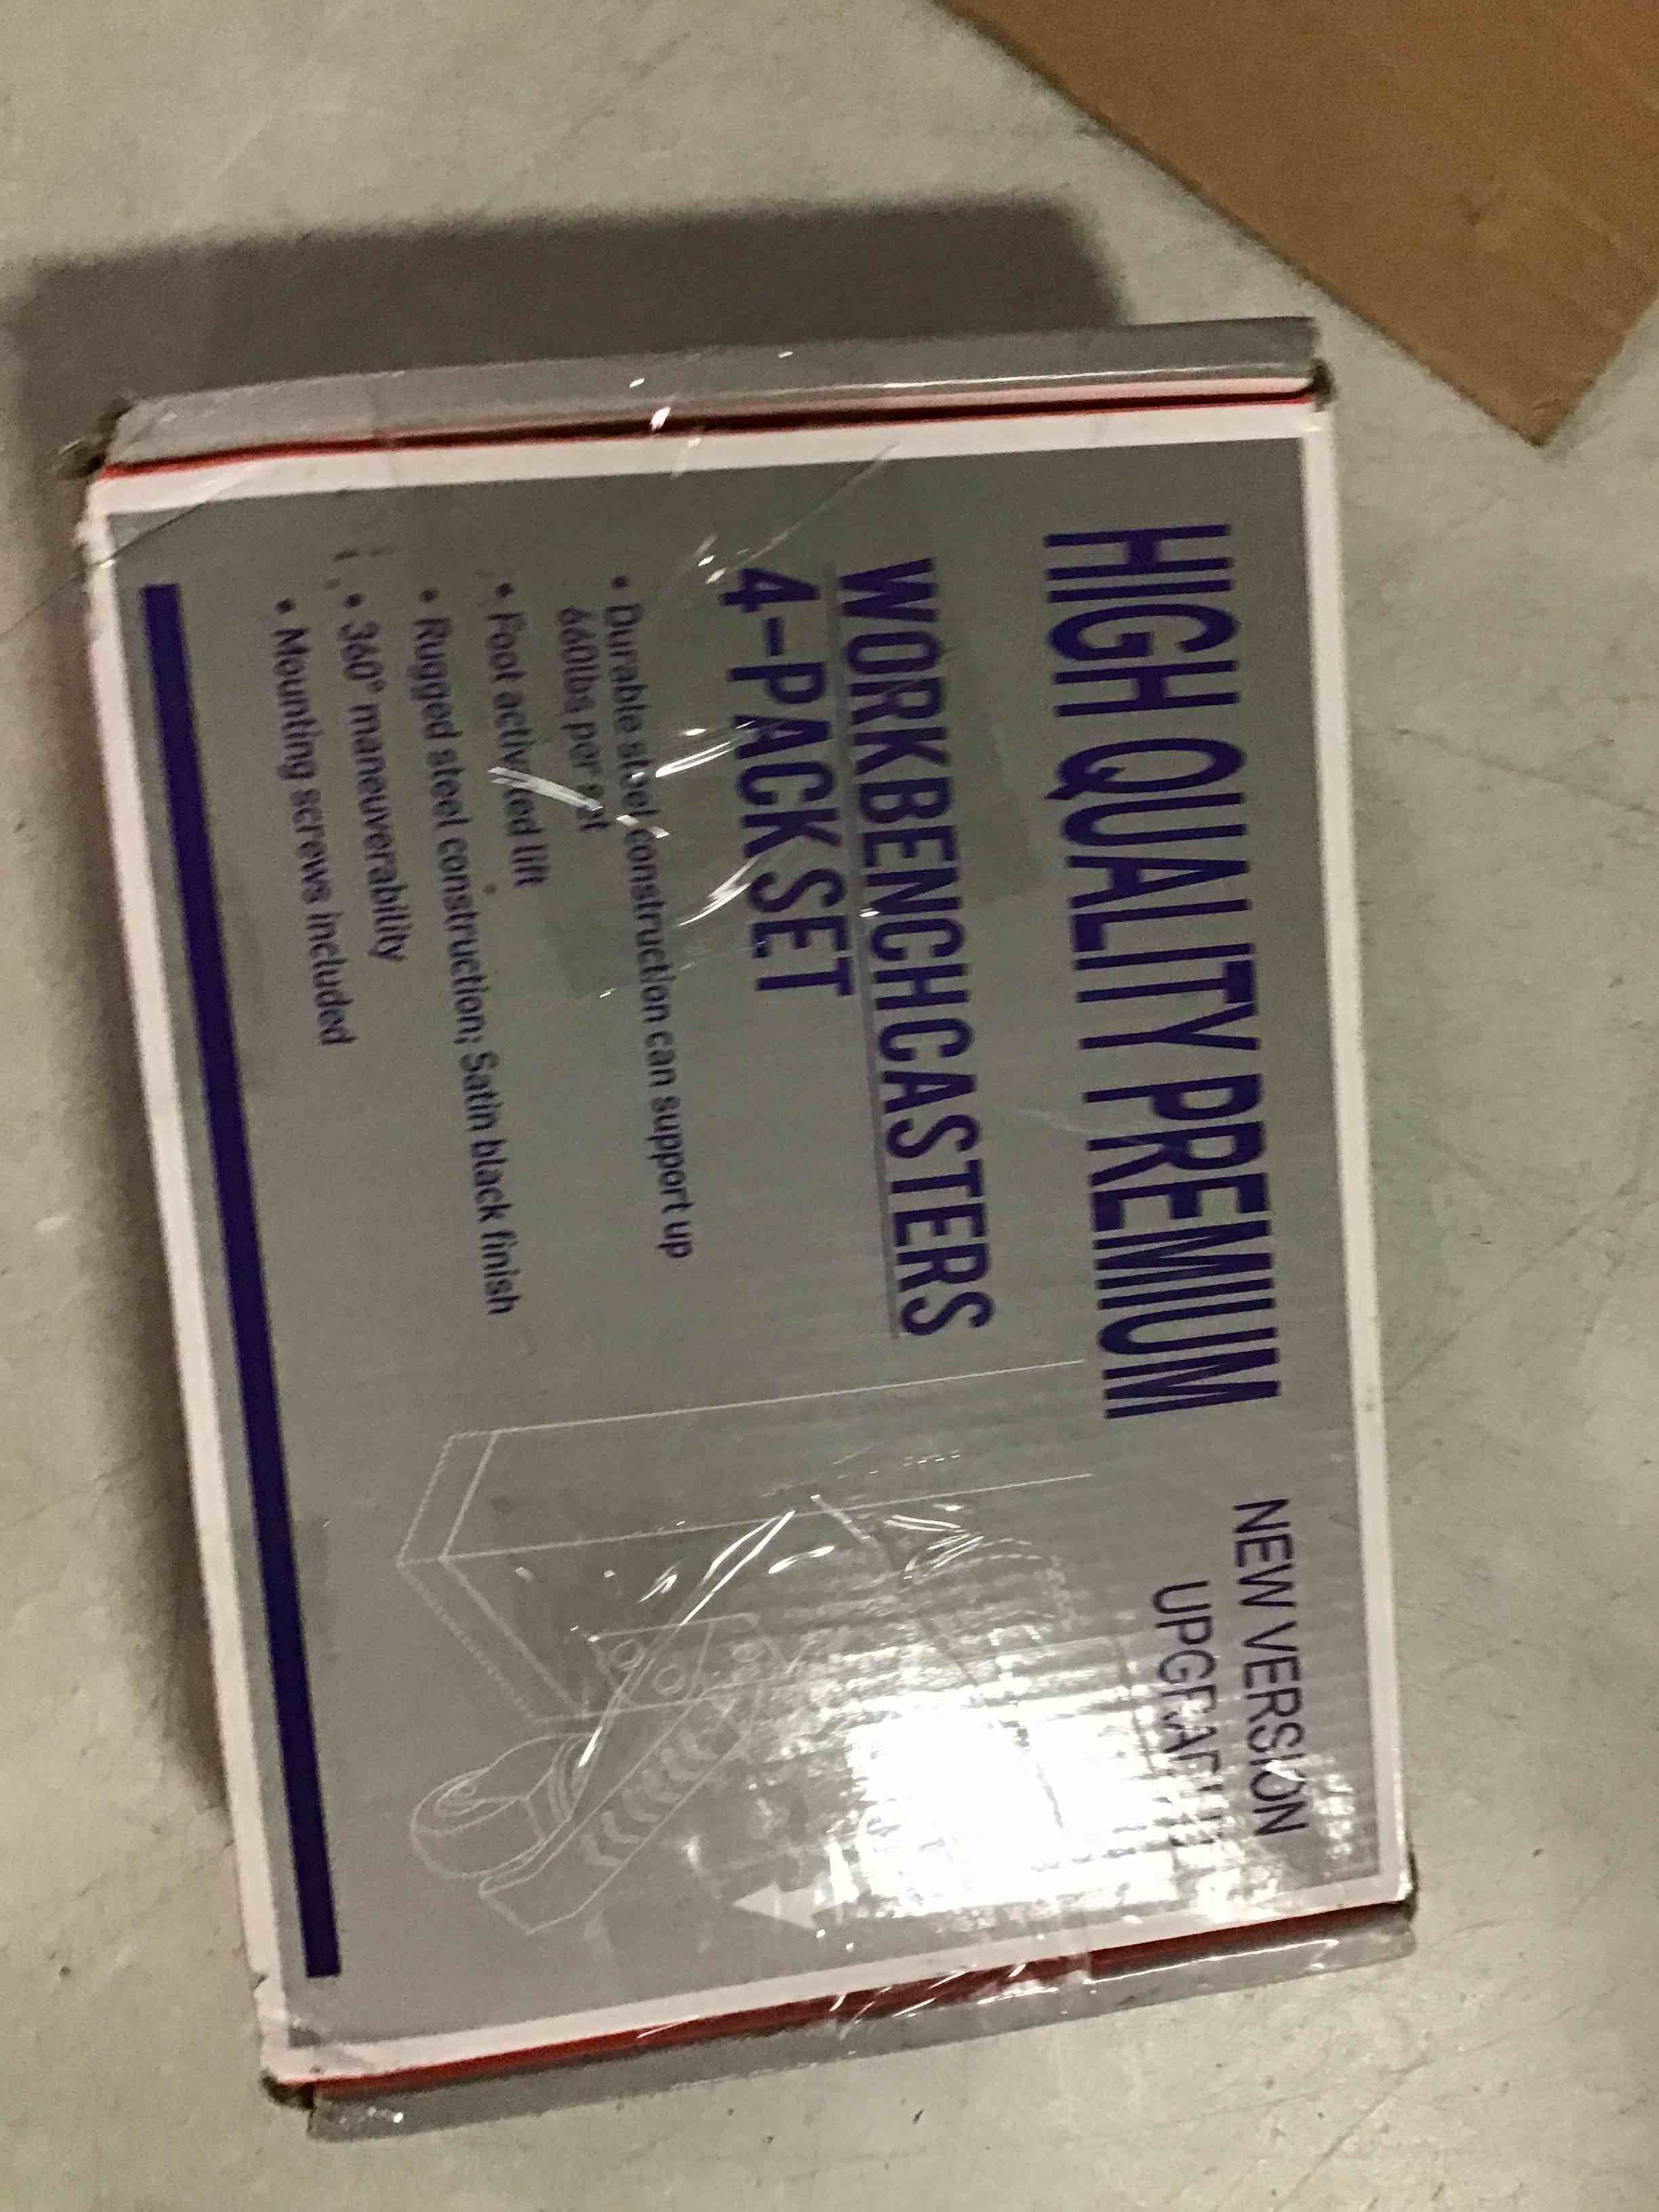 HIGH QUALITY PREMIUM
NEW VERSION
WORKBENCHCASTERS
4-PACK SET
• Durable steel construction can support up
660lbs per set
• Foot activated lift
• Rugged steel construction; Satin black finish
• 360° maneuverability
• Mounting screws included